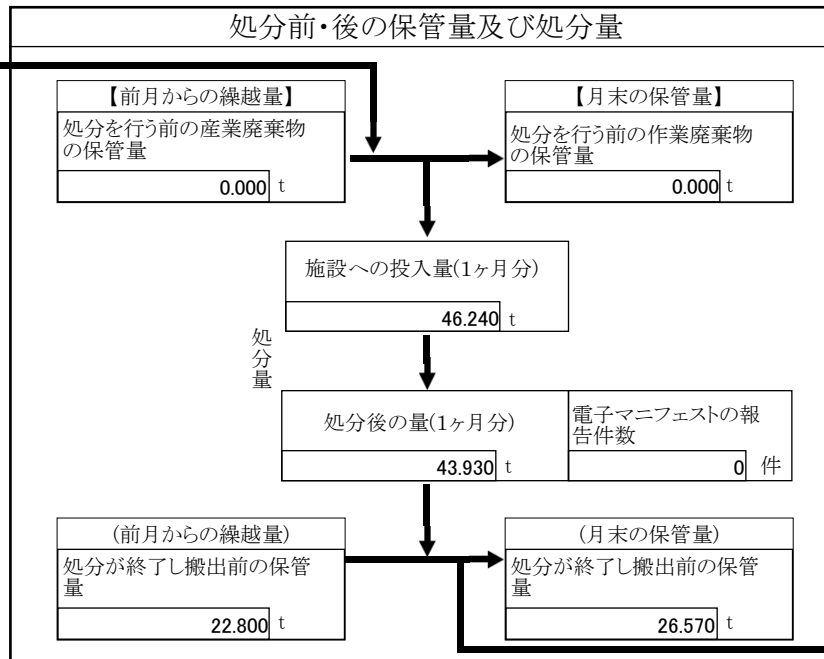 処分前・後の保管量及び処分量
【前月からの繰越量】
処分を行う前の産業廃棄物
の保管量
0.000 t
【月末の保管量】
処分を行う前の作業廃棄物
の保管量
0.000 t
施設への投入量(1ヶ月分)
46.240 t
処分量
処分後の量(1ヶ月分)
43.930 t
電子マニフェストの報
告件数
0 件
(前月からの繰越量)
処分が終了し搬出前の保管
量
22.800 t
(月末の保管量)
処分が終了し搬出前の保管
量
26.570 t